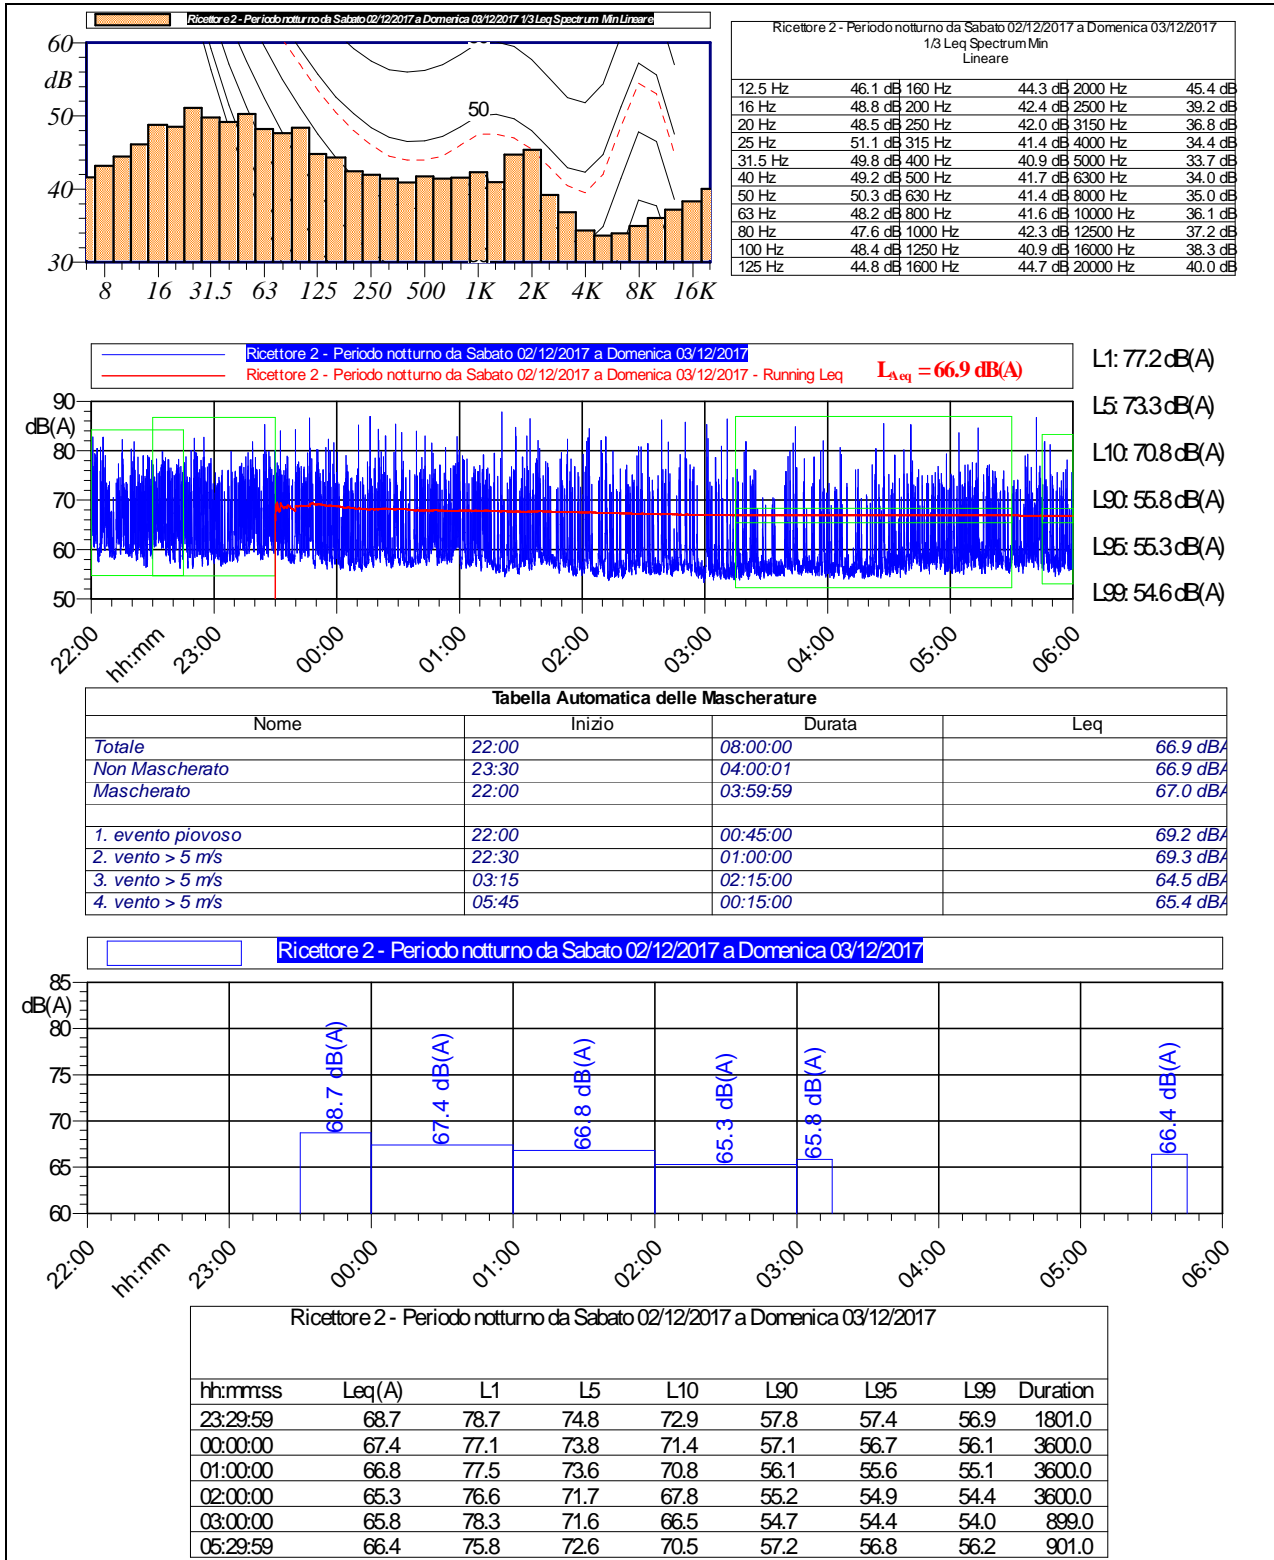 Ricettore 2 - Periodo notturno da Sabato 02/12/2017 a Domenica 03/12/2017 1/3 Leq Spectrum Min Lineare
60
dB
50
40
30
50
8 16 31.5 63 125 250 500 1K 2K 4K 8K 16K
Ricettore 2 - Periodo notturno da Sabato 02/12/2017 a Domenica 03/12/2017
1/3 Leq Spectrum Min
Lineare
12.5 Hz 46.1 dB 160 Hz 44.3 dB 2000 Hz 45.4 dB
16 Hz 48.8 dB 200 Hz 42.4 dB 2500 Hz 39.2 dB
20 Hz 48.5 dB 250 Hz 42.0 dB 3150 Hz 36.8 dB
25 Hz 51.1 dB 315 Hz 41.4 dB 4000 Hz 34.4 dB
31.5 Hz 49.8 dB 400 Hz 40.9 dB 5000 Hz 33.7 dB
40 Hz 49.2 dB 500 Hz 41.7 dB 6300 Hz 34.0 dB
50 Hz 50.3 dB 630 Hz 41.4 dB 8000 Hz 35.0 dB
63 Hz 48.2 dB 800 Hz 41.6 dB 10000 Hz 36.1 dB
80 Hz 47.6 dB 1000 Hz 42.3 dB 12500 Hz 37.2 dB
100 Hz 48.4 dB 1250 Hz 40.9 dB 16000 Hz 38.3 dB
125 Hz 44.8 dB 1600 Hz 44.7 dB 20000 Hz 40.0 dB
Ricettore 2 - Periodo notturno da Sabato 02/12/2017 a Domenica 03/12/2017
Ricettore 2 - Periodo notturno da Sabato 02/12/2017 a Domenica 03/12/2017 - Running Leq
LAeq = 66.9 dB(A)
L1: 77.2 dB(A)
L5: 73.3 dB(A)
L10: 70.8 dB(A)
L90: 55.8 dB(A)
L95: 55.3 dB(A)
L99: 54.6 dB(A)
90
dB(A)
80
70
60
50
22:00 hh:mm 23:00 00:00 01:00 02:00 03:00 04:00 05:00 06:00
Tabella Automatica delle Mascherature
Nome Inizio Durata Leq
Totale 22:00 08:00:00 66.9 dBA
Non Mascherato 23:30 04:00:01 66.9 dBA
Mascherato 22:00 03:59:59 67.0 dBA
1. evento piovoso 22:00 00:45:00 69.2 dBA
2. vento > 5 m/s 22:30 01:00:00 69.3 dBA
3. vento > 5 m/s 03:15 02:15:00 64.5 dBA
4. vento > 5 m/s 05:45 00:15:00 65.4 dBA
Ricettore 2 - Periodo notturno da Sabato 02/12/2017 a Domenica 03/12/2017
85
dB(A)
80
75
70
65
60
68.7 dB(A)
67.4 dB(A)
66.8 dB(A)
65.3 dB(A)
65.8 dB(A)
66.4 dB(A)
22:00 hh:mm 23:00 00:00 01:00 02:00 03:00 04:00 05:00 06:00
Ricettore 2 - Periodo notturno da Sabato 02/12/2017 a Domenica 03/12/2017
hh:mm:ss Leq(A) L1 L5 L10 L90 L95 L99 Duration
23:29:59 68.7 78.7 74.8 72.9 57.8 57.4 56.9 1801.0
00:00:00 67.4 77.1 73.8 71.4 57.1 56.7 56.1 3600.0
01:00:00 66.8 77.5 73.6 70.8 56.1 55.6 55.1 3600.0
02:00:00 65.3 76.6 71.7 67.8 55.2 54.9 54.4 3600.0
03:00:00 65.8 78.3 71.6 66.5 54.7 54.4 54.0 899.0
05:29:59 66.4 75.8 72.6 70.5 57.2 56.8 56.2 901.0